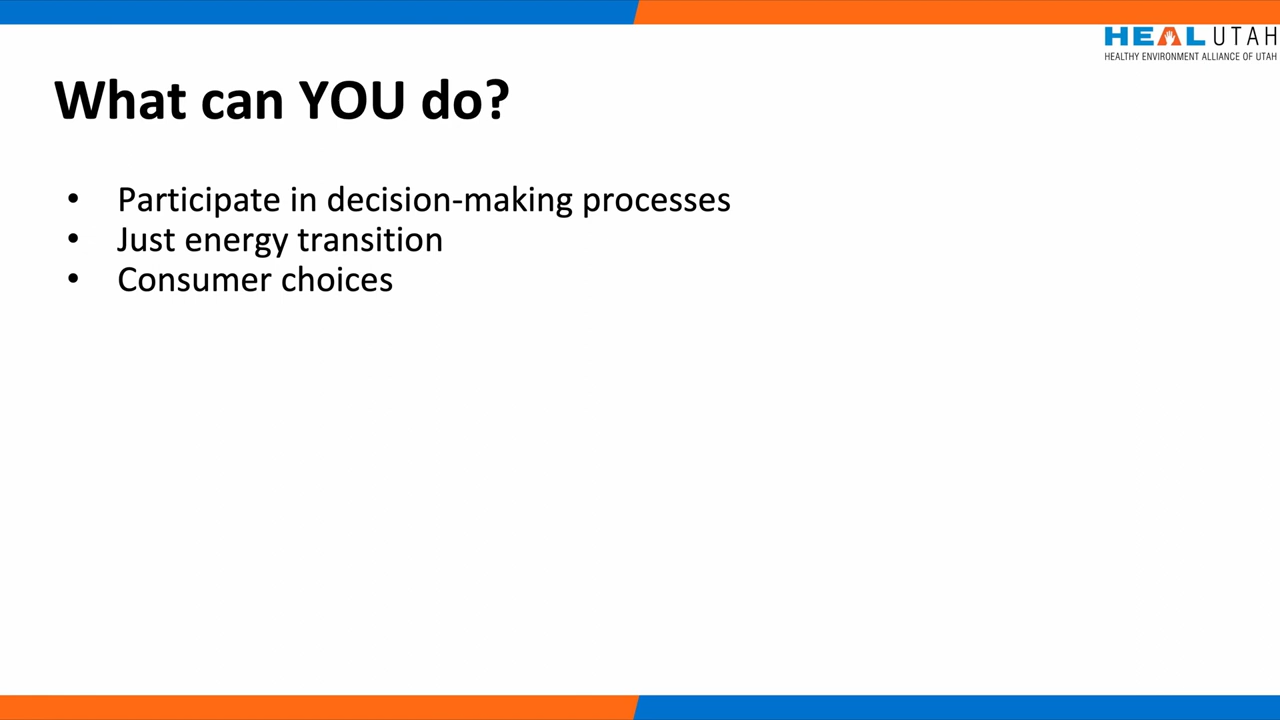 HEAL UTAH
HEALTHY ENVIRONMENT ALLIANCE OF UTAH
What can YOU do?
• Participate in decision-making processes
• Just energy transition
• Consumer choices